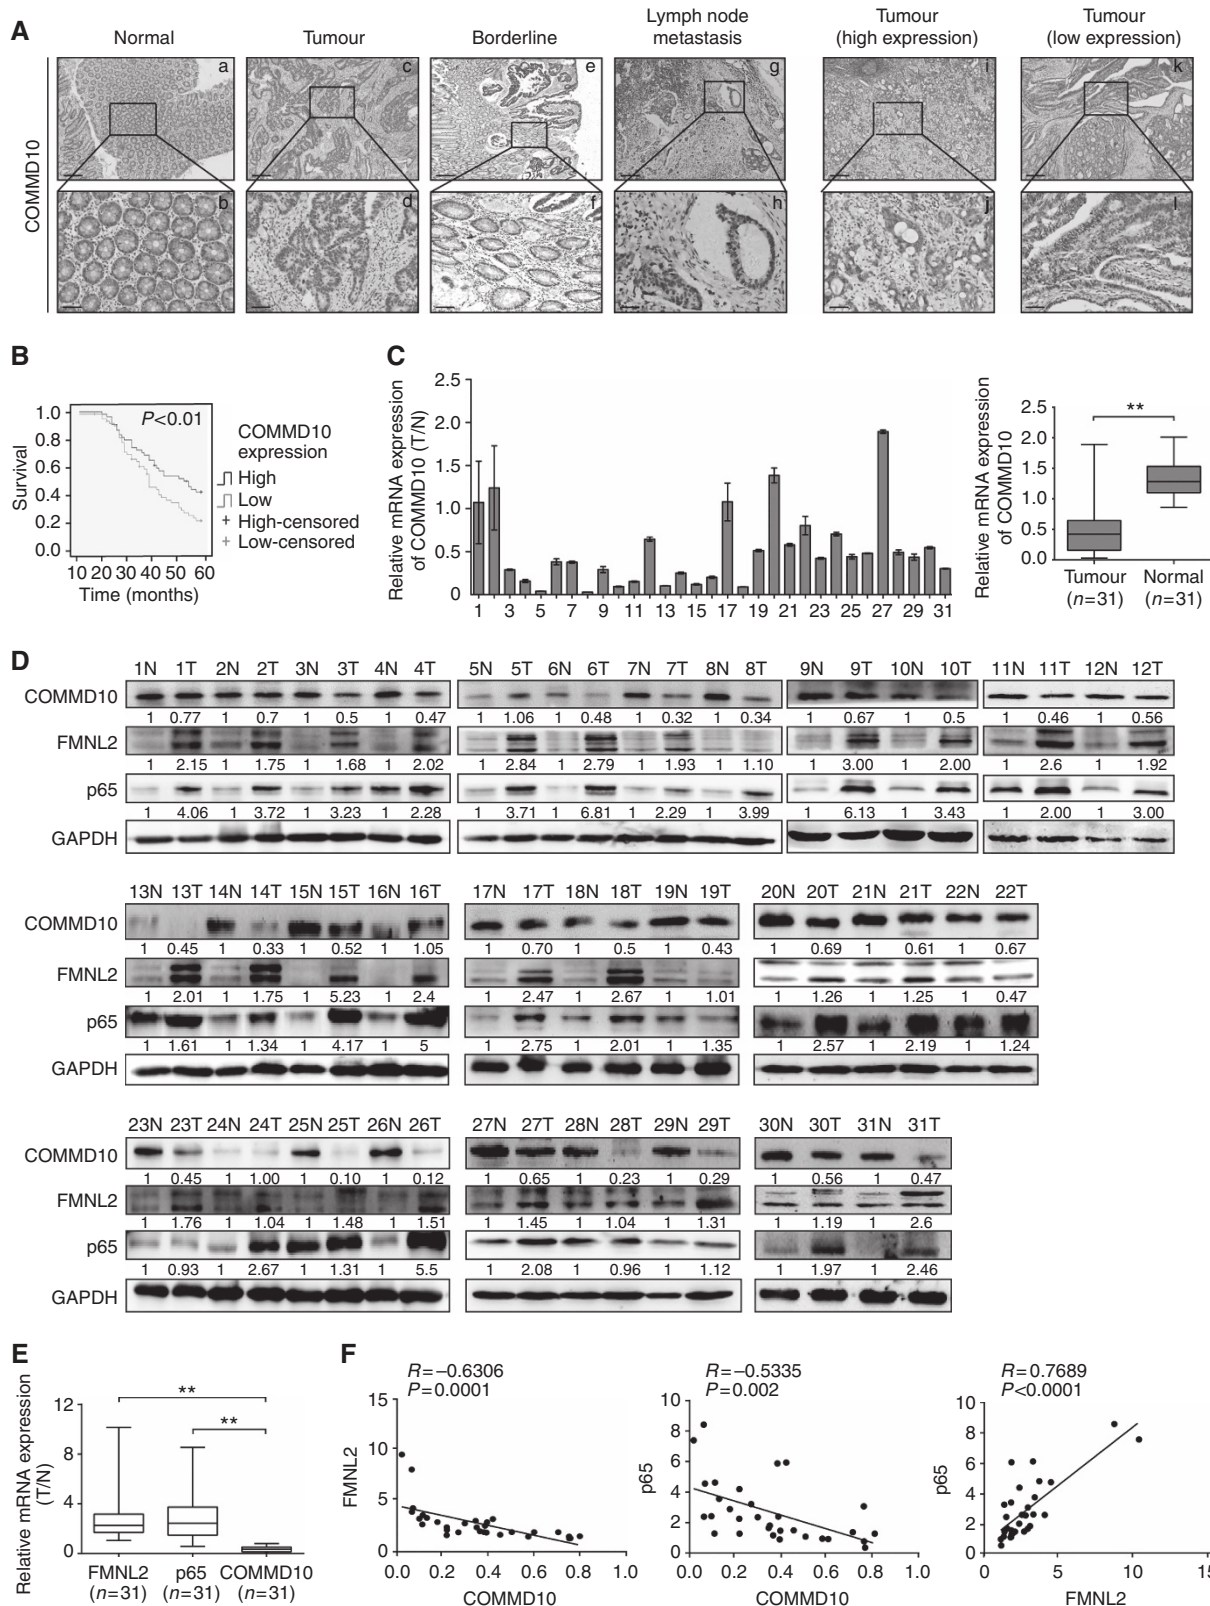 A
Normal
Tumour
Borderline
Lymph node
metastasis
Tumour
(high expression)
Tumour
(low expression)
COMMD10
a c e g i k
b d f h j l
B
1.0
0.8
0.6
0.4
0.2
0.0
Survival
P<0.01
10 20 30 40 50 60
Time (months)
COMMD10
expression
High
Low
High-censored
Low-censored
C
Relative mRNA expression
of COMMD10 (T/N)
2.5
2.0
1.5
1.0
0.5
0
1 3 5 7 9 11 13 15 17 19 21 23 25 27 29 31
Relative mRNA expression
of COMMD10
2.5
2.0
1.5
1.0
0.5
0.0
**
Tumour Normal
(n=31) (n=31)
D
1N 1T 2N 2T 3N 3T 4N 4T 5N 5T 6N 6T 7N 7T 8N 8T 9N 9T 10N 10T 11N 11T 12N 12T
COMMD10
1 0.77 1 0.7 1 0.5 1 0.47 1 1.06 1 0.48 1 0.32 1 0.34 1 0.67 1 0.5 1 0.46 1 0.56
FMNL2
1 2.15 1 1.75 1 1.68 1 2.02 1 2.84 1 2.79 1 1.93 1 1.10 1 3.00 1 2.00 1 2.6 1 1.92
p65
1 4.06 1 3.72 1 3.23 1 2.28 1 3.71 1 6.81 1 2.29 1 3.99 1 6.13 1 3.43 1 2.00 1 3.00
GAPDH
13N 13T 14N 14T 15N 15T 16N 16T 17N 17T 18N 18T 19N 19T 20N 20T 21N 21T 22N 22T
COMMD10
1 0.45 1 0.33 1 0.52 1 1.05 1 0.70 1 0.5 1 0.43 1 0.69 1 0.61 1 0.67
FMNL2
1 2.01 1 1.75 1 5.23 1 2.4 1 2.47 1 2.67 1 1.01 1 1.26 1 1.25 1 0.47
p65
1 1.61 1 1.34 1 4.17 1 5 1 2.75 1 2.01 1 1.35 1 2.57 1 2.19 1 1.24
GAPDH
23N 23T 24N 24T 25N 25T 26N 26T 27N 27T 28N 28T 29N 29T 30N 30T 31N 31T
COMMD10
1 0.45 1 1.00 1 0.10 1 0.12 1 0.65 1 0.23 1 0.29 1 0.56 1 0.47
FMNL2
1 1.76 1 1.04 1 1.48 1 1.51 1 1.45 1 1.04 1 1.31 1 1.19 1 2.6
p65
1 0.93 1 2.67 1 1.31 1 5.5 1 2.08 1 0.96 1 1.12 1 1.97 1 2.46
GAPDH
E
Relative mRNA expression
(T/N)
12
8
4
0
**
**
FMNL2 p65 COMMD10
(n=31) (n=31) (n=31)
F
R=−0.6306
P=0.0001
15
10
5
0
FMNL2
0.0 0.2 0.4 0.6 0.8 1.0
COMMD10
R=−0.5335
P=0.002
10
8
6
4
2
0
p65
0.0 0.2 0.4 0.6 0.8 1.0
COMMD10
R=0.7689
P<0.0001
10
8
6
4
2
0
p65
0 5 10 15
FMNL2